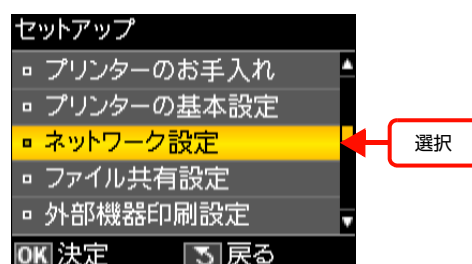 セットアップ
プリンターのお手入れ
プリンターの基本設定
ネットワーク設定
選択
ファイル共有設定
外部機器印刷設定
OK 決定 戻る